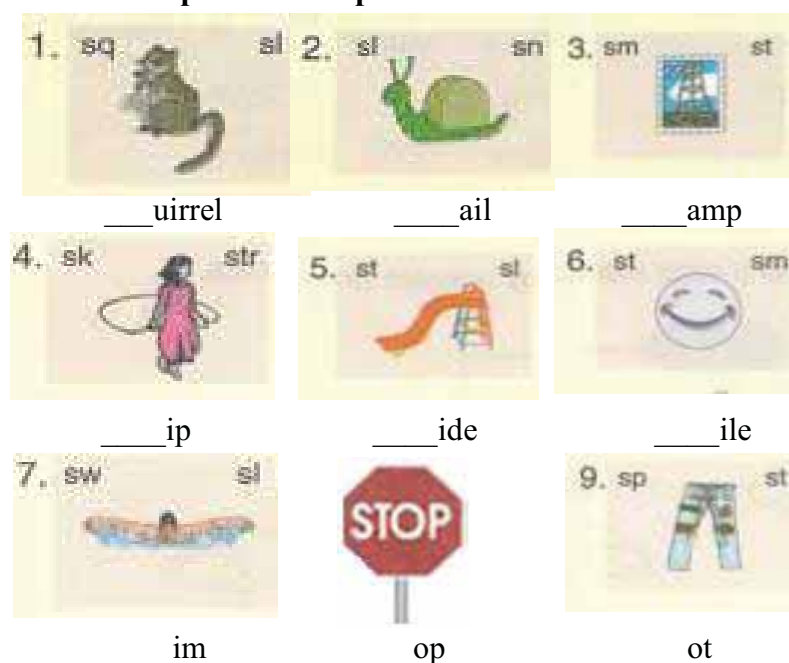 1. sq sl 2. sl sn 3. sm st
___uirrel ____ail ____amp
4. sk str 5. st sl 6. st sm
____ip ____ide ____ile
7. sw sl STOP 9. sp st
im op ot